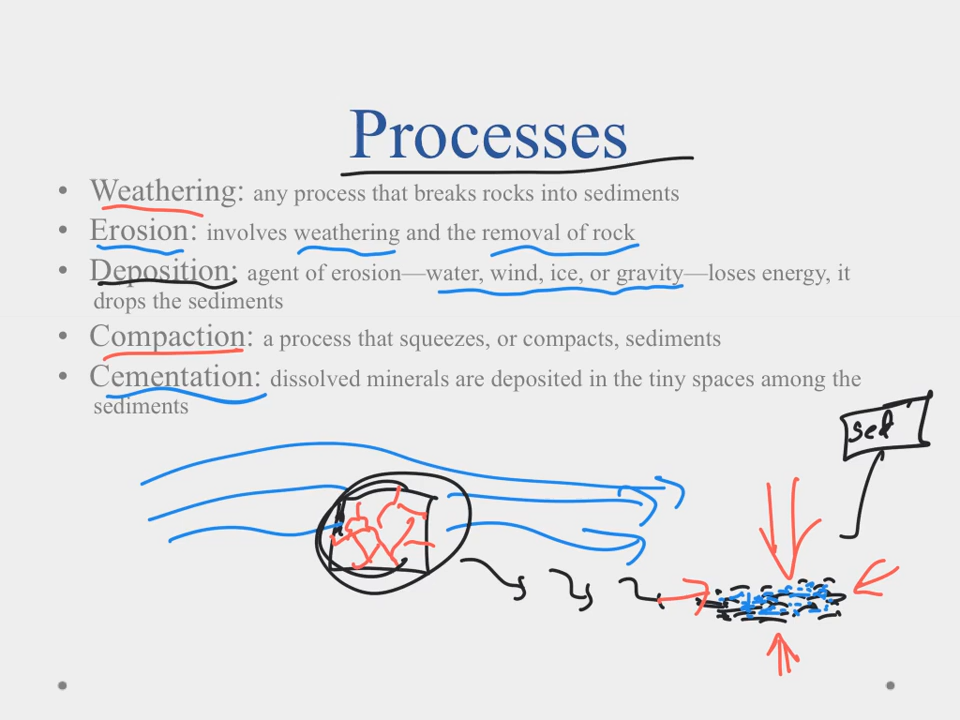 Processes
• Weathering: any process that breaks rocks into sediments
• Erosion: involves weathering and the removal of rock
• Deposition: agent of erosion—water, wind, ice, or gravity—loses energy, it
drops the sediments
• Compaction: a process that squeezes, or compacts, sediments
• Cementation: dissolved minerals are deposited in the tiny spaces among the
sediments
sed